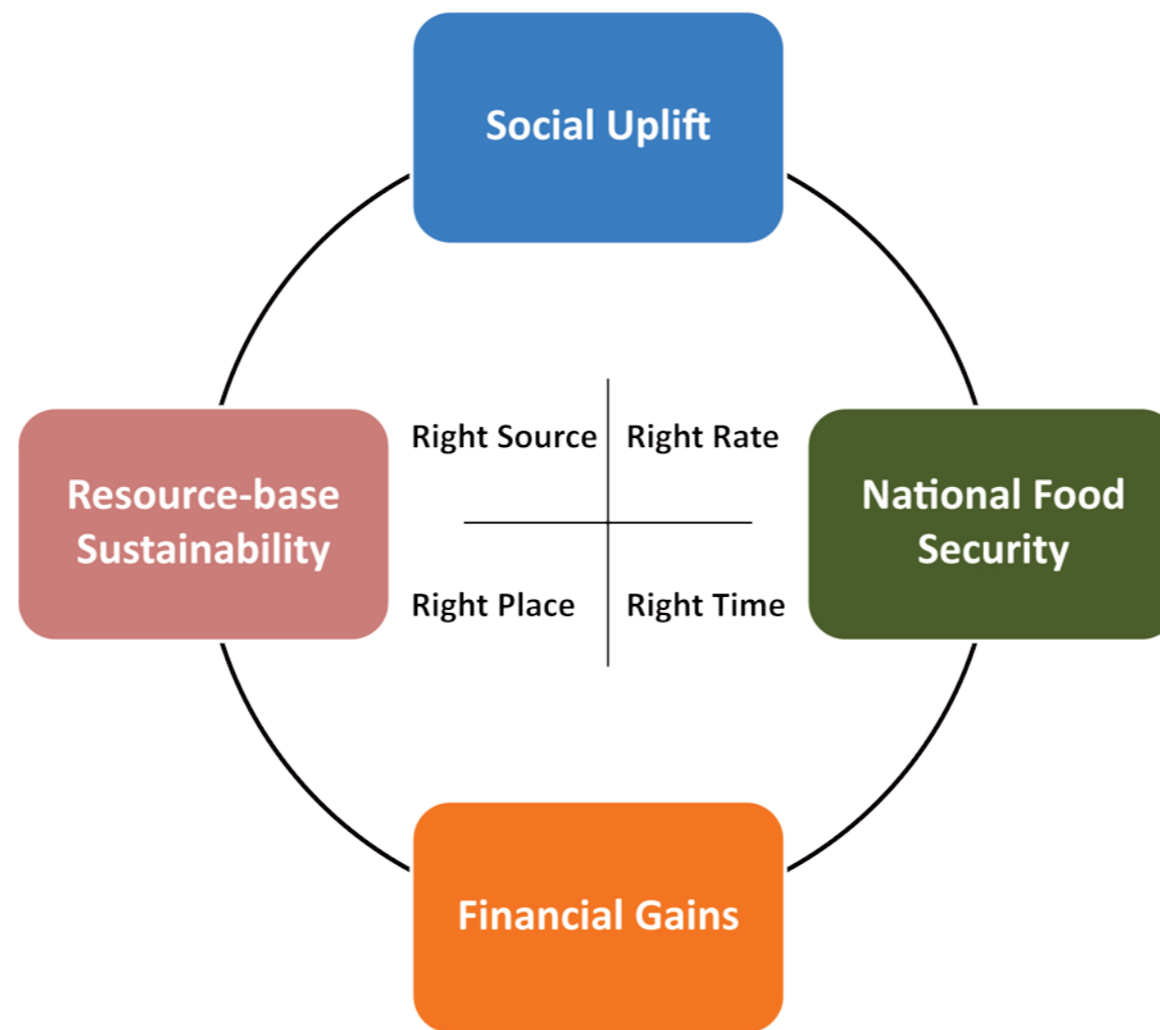 Social Uplift
Right Source
Right Rate
Resource-base
Sustainability
National Food
Security
Right Place
Right Time
Financial Gains